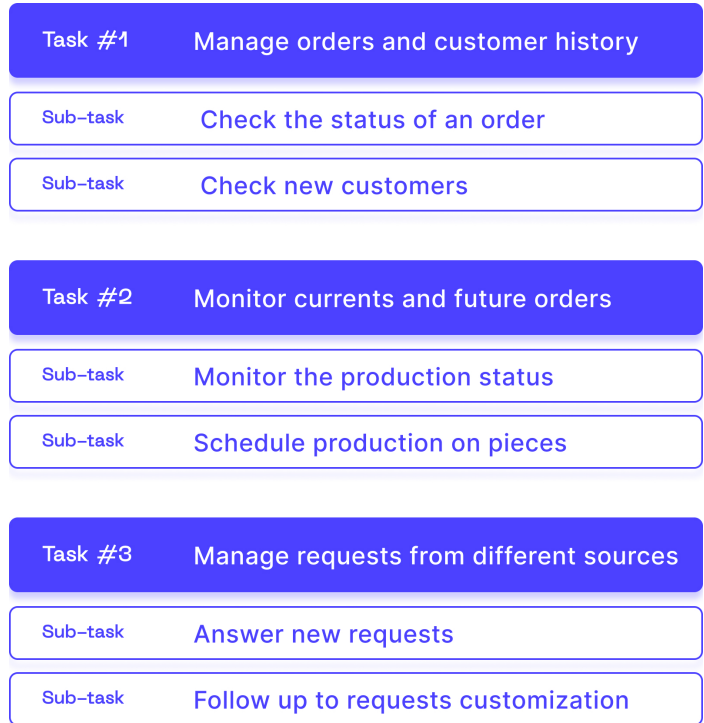 Task #1 Manage orders and customer history
Sub-task Check the status of an order
Sub-task Check new customers
Task #2 Monitor currents and future orders
Sub-task Monitor the production status
Sub-task Schedule production on pieces
Task #3 Manage requests from different sources
Sub-task Answer new requests
Sub-task Follow up to requests customization